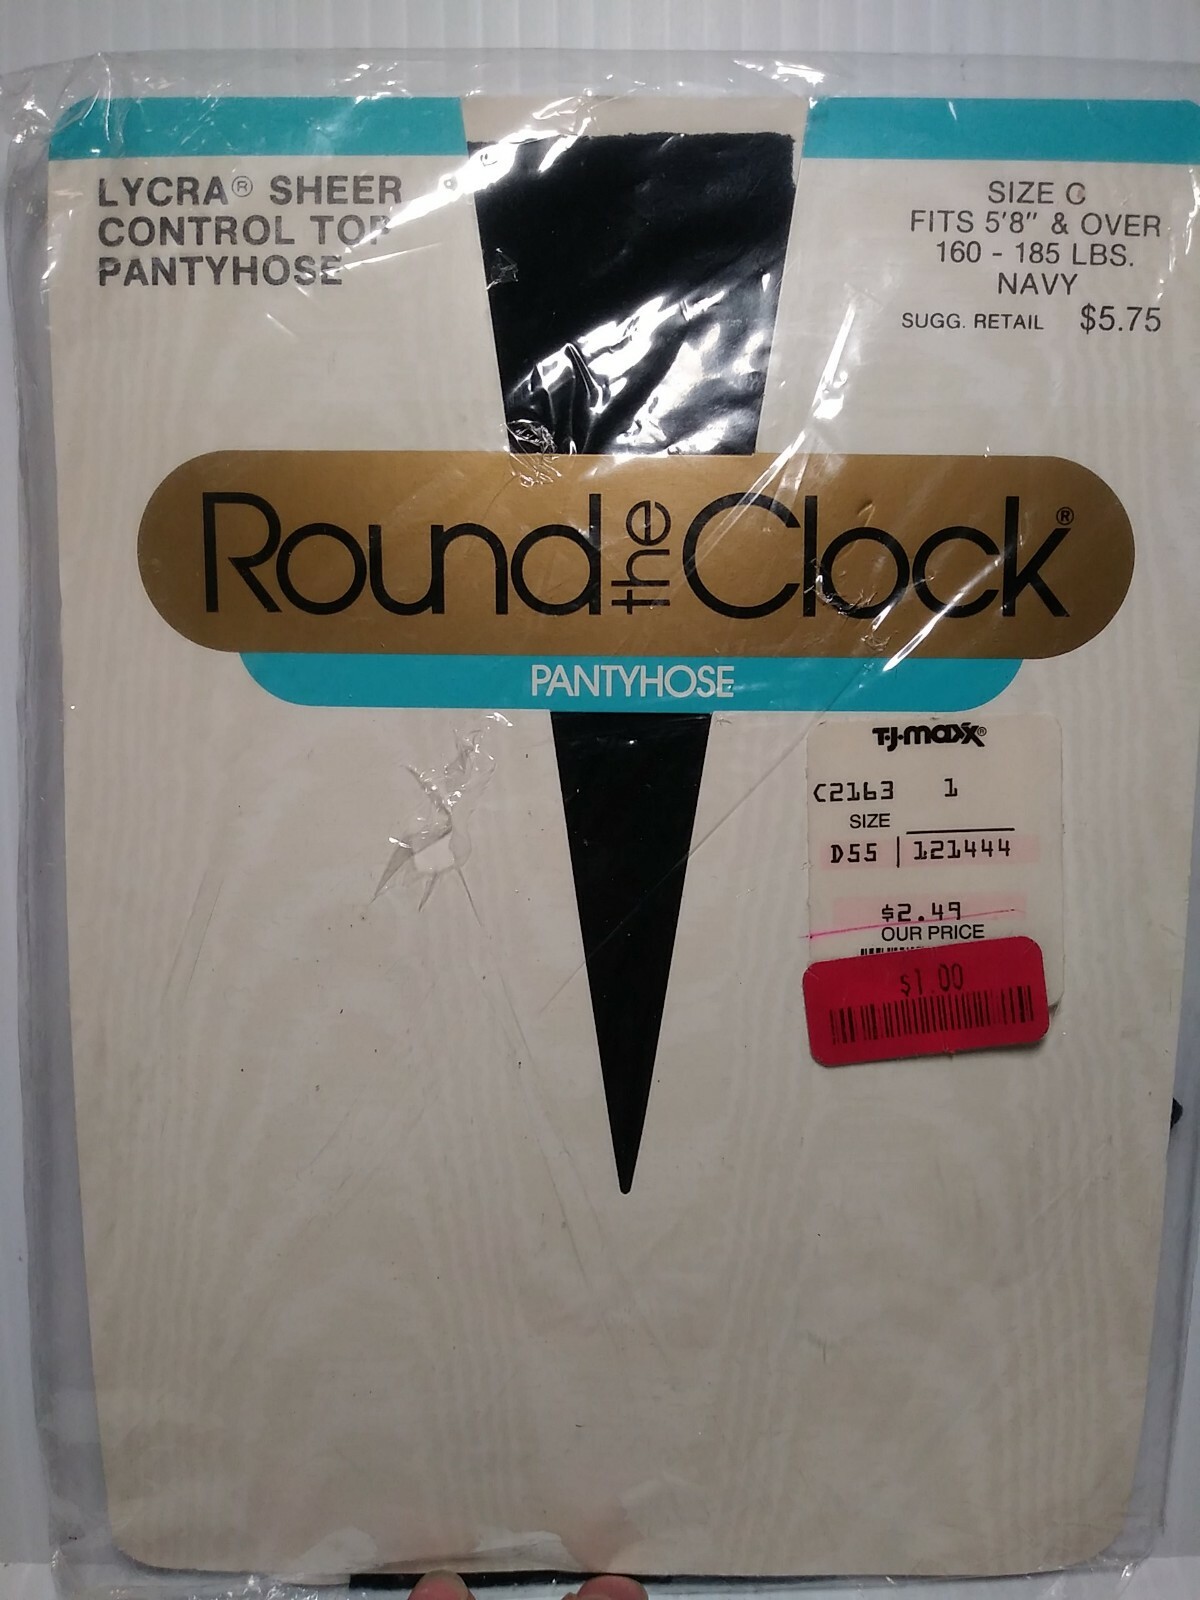 LYCRA® SHEER
CONTROL TOP
PANTYHOSE
SIZE C
FITS 5'8" & OVER
160 - 185 LBS.
NAVY
SUGG. RETAIL $5.75
Round the Clock®
PANTYHOSE
T·J·maxx®
C2163 1
SIZE
D55 121444
$2.49
OUR PRICE
$1.00